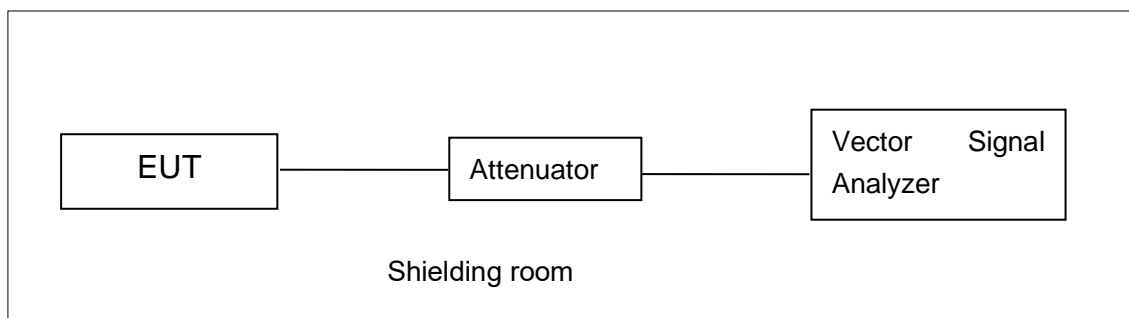 EUT
Attenuator
Vector Signal
Analyzer
Shielding room